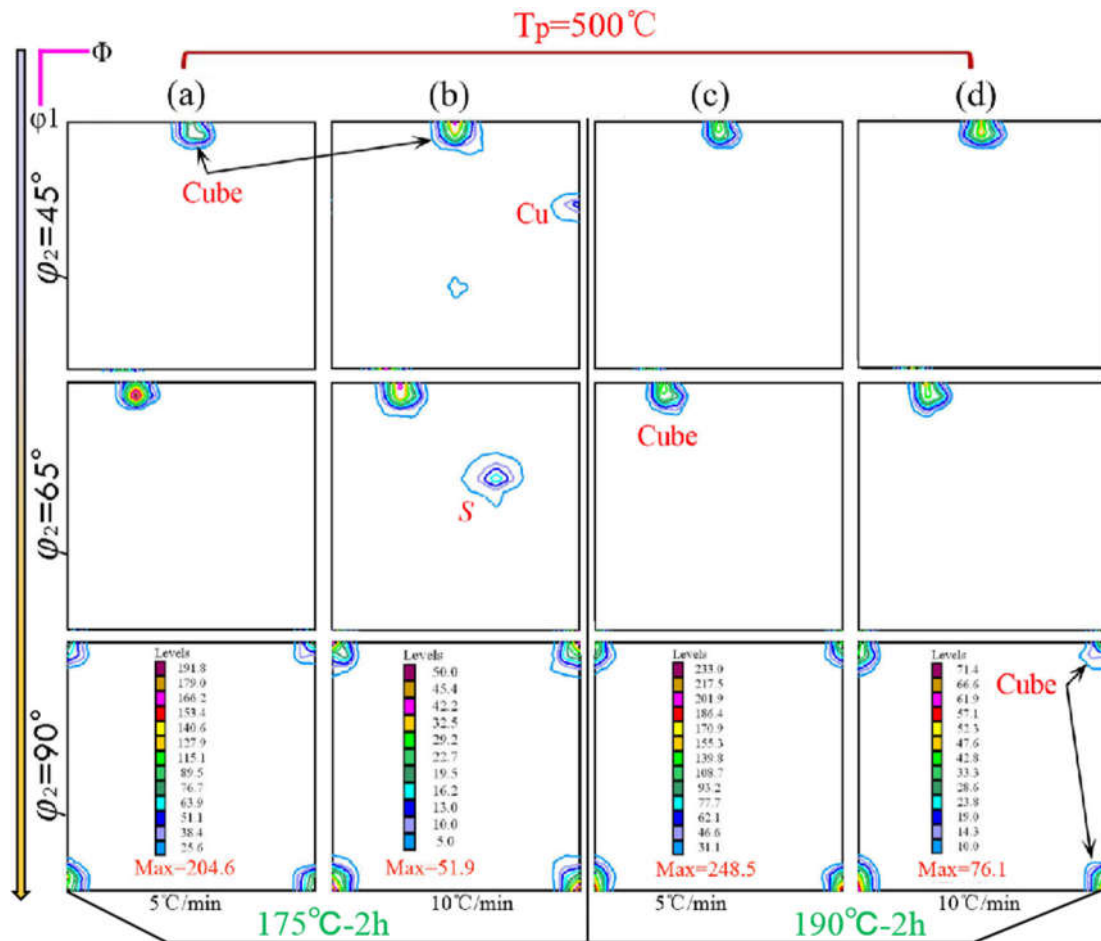 Tp=500℃
Φ
(a) (b) (c) (d)
φ1
Cube
Cu
φ2=45°
Cube
S
φ2=65°
Levels
191.8
179.0
166.2
153.4
140.6
127.9
115.1
89.5
76.7
63.9
51.1
38.4
25.6
Max=204.6
Levels
50.0
45.4
42.2
32.5
29.2
22.7
19.5
16.2
13.0
10.0
5.0
Max=51.9
Levels
233.0
217.5
201.9
186.4
170.9
155.3
139.8
108.7
93.2
77.7
62.1
46.6
31.1
Max=248.5
Levels
71.4
66.6
61.9
57.1
52.3
47.6
42.8
33.3
28.6
23.8
19.0
14.3
10.0
Max=76.1
Cube
φ2=90°
5℃/min 10℃/min 5℃/min 10℃/min
175℃-2h 190℃-2h